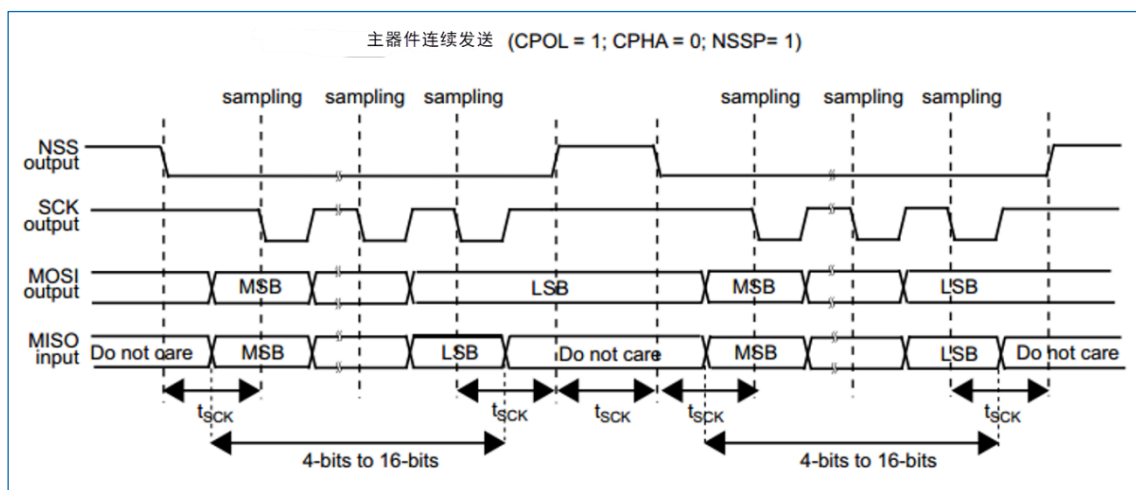 主器件连续发送 (CPOL = 1; CPHA = 0; NSSP= 1)
sampling sampling sampling sampling sampling sampling
NSS
output
SCK
output
MOSI
output
MSB LSB MSB LSB
MISO
input
Do not care MSB LSB Do not care MSB LSB Do not care
tSCK tSCK tSCK tSCK tSCK
4-bits to 16-bits 4-bits to 16-bits